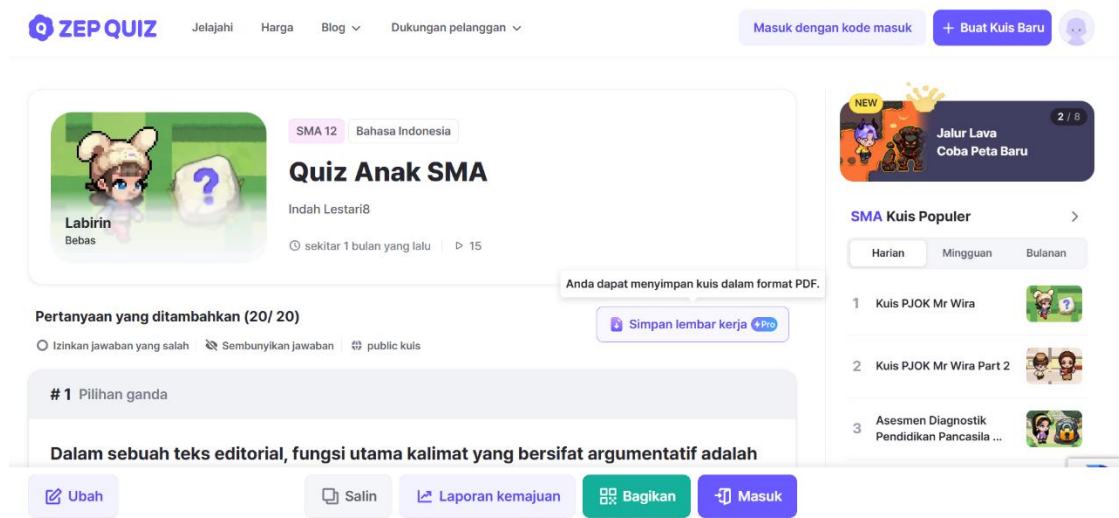 ZEP QUIZ
Jelajahi Harga Blog Dukungan pelanggan
Masuk dengan kode masuk
+ Buat Kuis Baru
Labirin
Bebas
SMA 12 Bahasa Indonesia
Quiz Anak SMA
Indah Lestari8
sekitar 1 bulan yang lalu 15
Anda dapat menyimpan kuis dalam format PDF.
Pertanyaan yang ditambahkan (20/ 20)
Simpan lembar kerja Pro
Izinkan jawaban yang salah Sembunyikan jawaban public kuis
# 1 Pilihan ganda
Dalam sebuah teks editorial, fungsi utama kalimat yang bersifat argumentatif adalah
NEW
2 / 8
Jalur Lava
Coba Peta Baru
SMA Kuis Populer
Harian Mingguan Bulanan
1 Kuis PJOK Mr Wira
2 Kuis PJOK Mr Wira Part 2
3 Asesmen Diagnostik
Pendidikan Pancasila ...
Ubah Salin Laporan kemajuan Bagikan Masuk